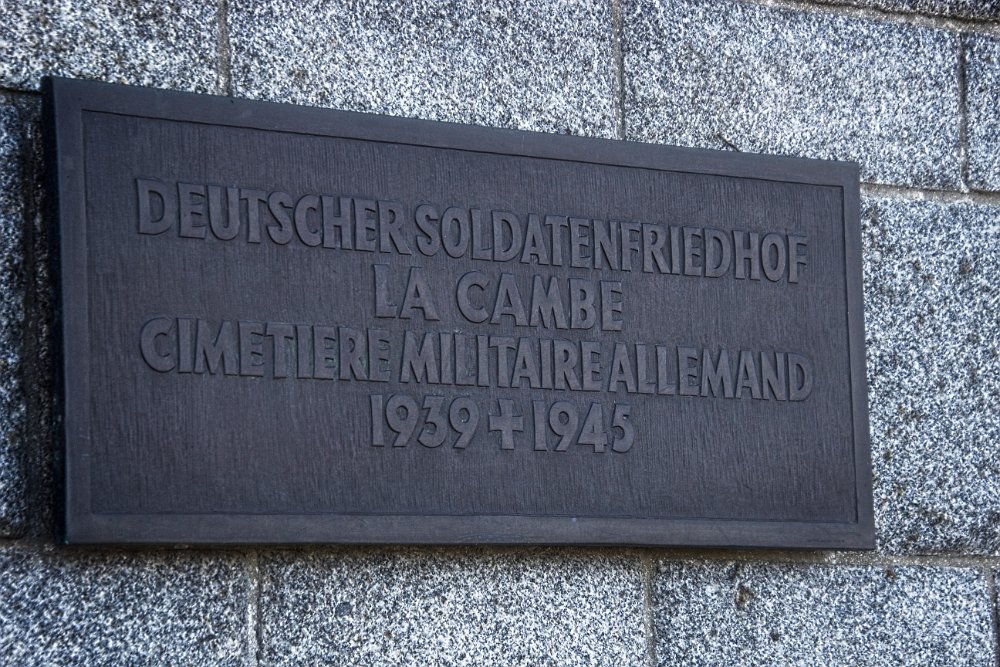 DEUTSCHER SOLDATENFRIEDHOF
LA CAMBE
CIMETIERE MILITAIRE ALLEMAND
1939 ✝ 1945